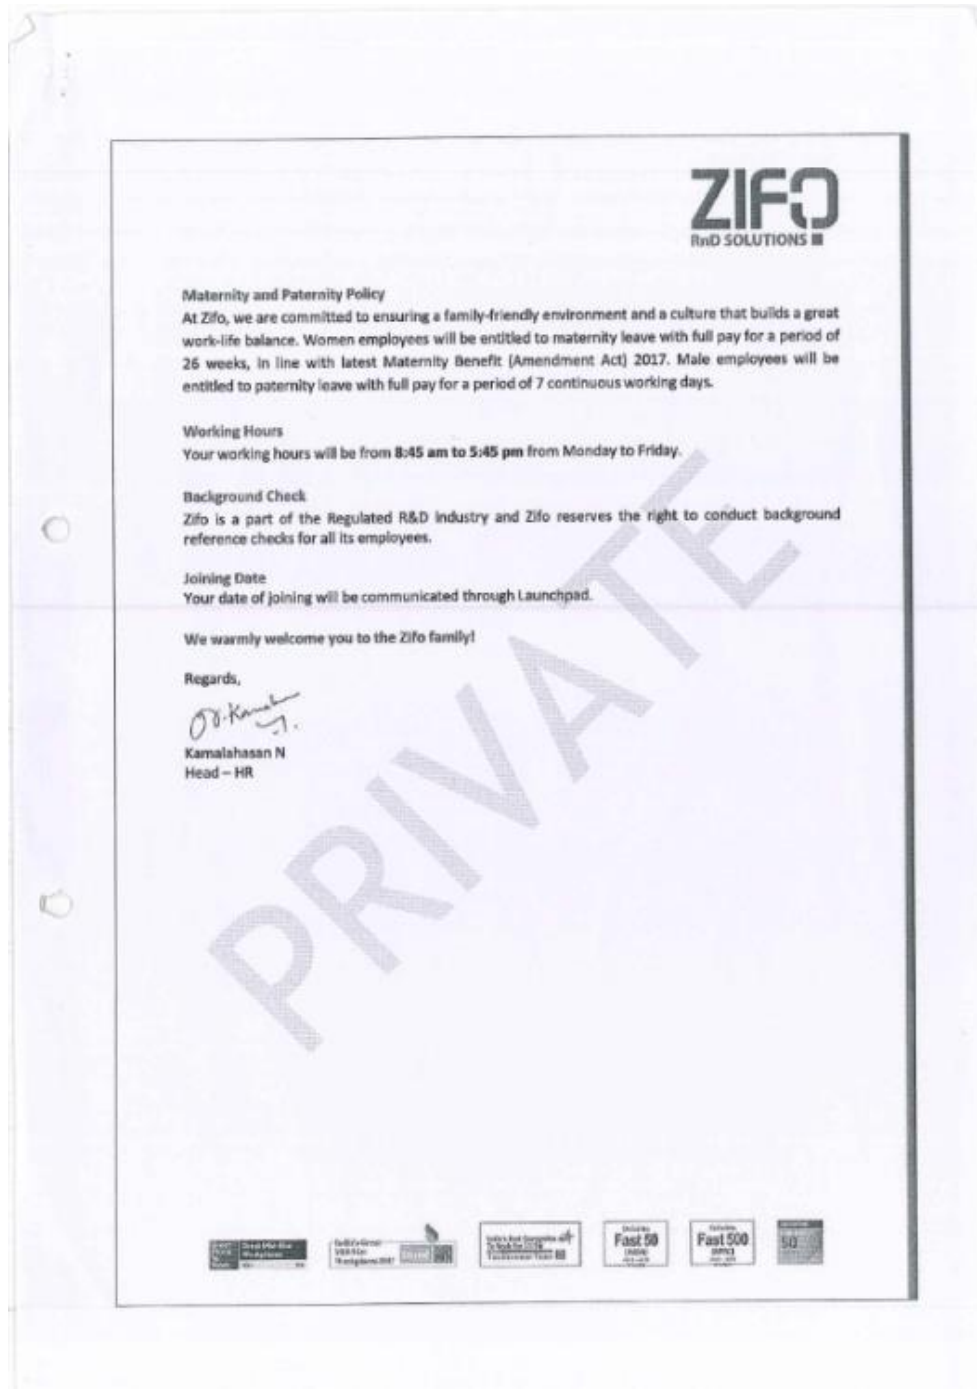 ZIFO
RnD SOLUTIONS
Maternity and Paternity Policy
At Zifo, we are committed to ensuring a family-friendly environment and a culture that builds a great
work-life balance. Women employees will be entitled to maternity leave with full pay for a period of
26 weeks, in line with latest Maternity Benefit (Amendment Act) 2017. Male employees will be
entitled to paternity leave with full pay for a period of 7 continuous working days.
Working Hours
Your working hours will be from 8:45 am to 5:45 pm from Monday to Friday.
Background Check
Zifo is a part of the Regulated R&D industry and Zifo reserves the right to conduct background
reference checks for all its employees.
Joining Date
Your date of joining will be communicated through Launchpad.
We warmly welcome you to the Zifo family!
Regards,
Kamalahasan N
Head – HR
PRIVATE
Fast 50
Fast 500
50